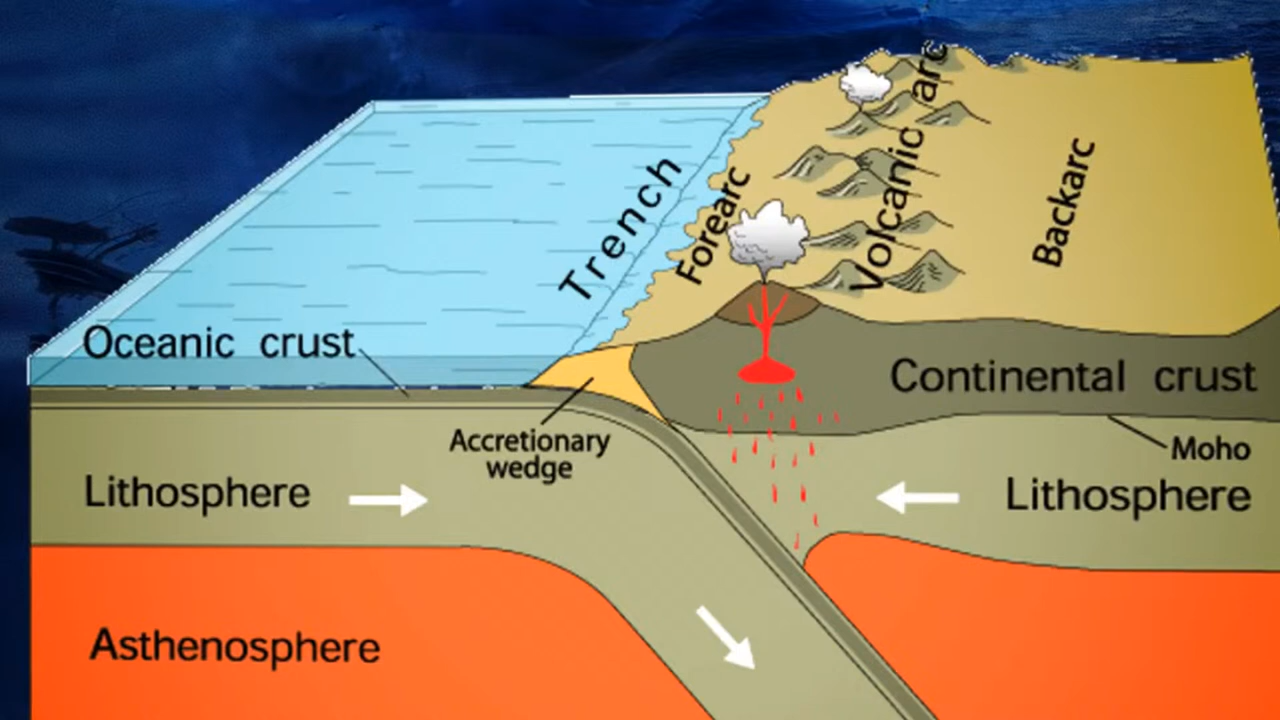 Trench
Forearc
Volcanic arc
Backarc
Oceanic crust
Continental crust
Accretionary
wedge
Moho
Lithosphere
Lithosphere
Asthenosphere